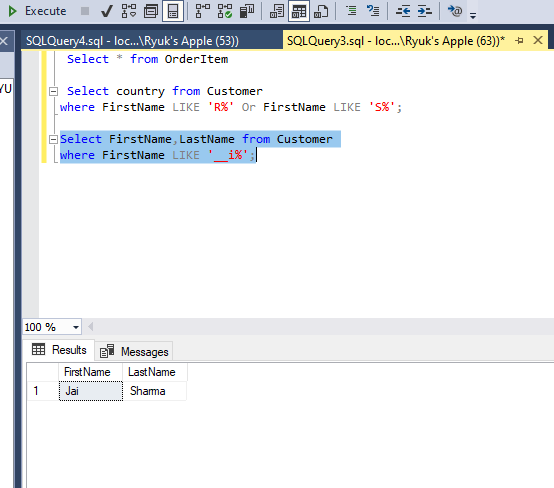 Execute
SQLQuery4.sql - loc...\Ryuk's Apple (53))
SQLQuery3.sql - loc...\Ryuk's Apple (63))*
YU
Select * from OrderItem
Select country from Customer
where FirstName LIKE 'R%' Or FirstName LIKE 'S%';
Select FirstName,LastName from Customer
where FirstName LIKE '__i%';
100 %
Results Messages
FirstName LastName
1 Jai Sharma